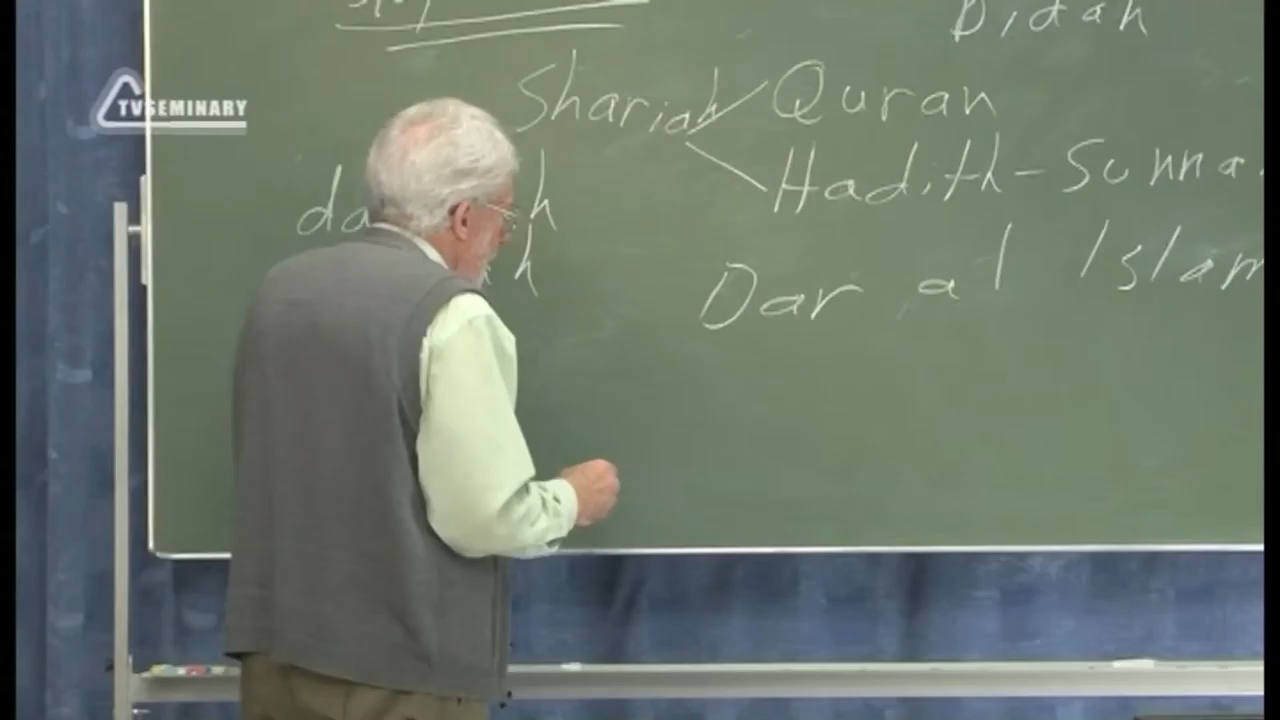 TVSEMINARY
Bidah
Shariah Quran
Hadith - Sunna
Dar al Islam